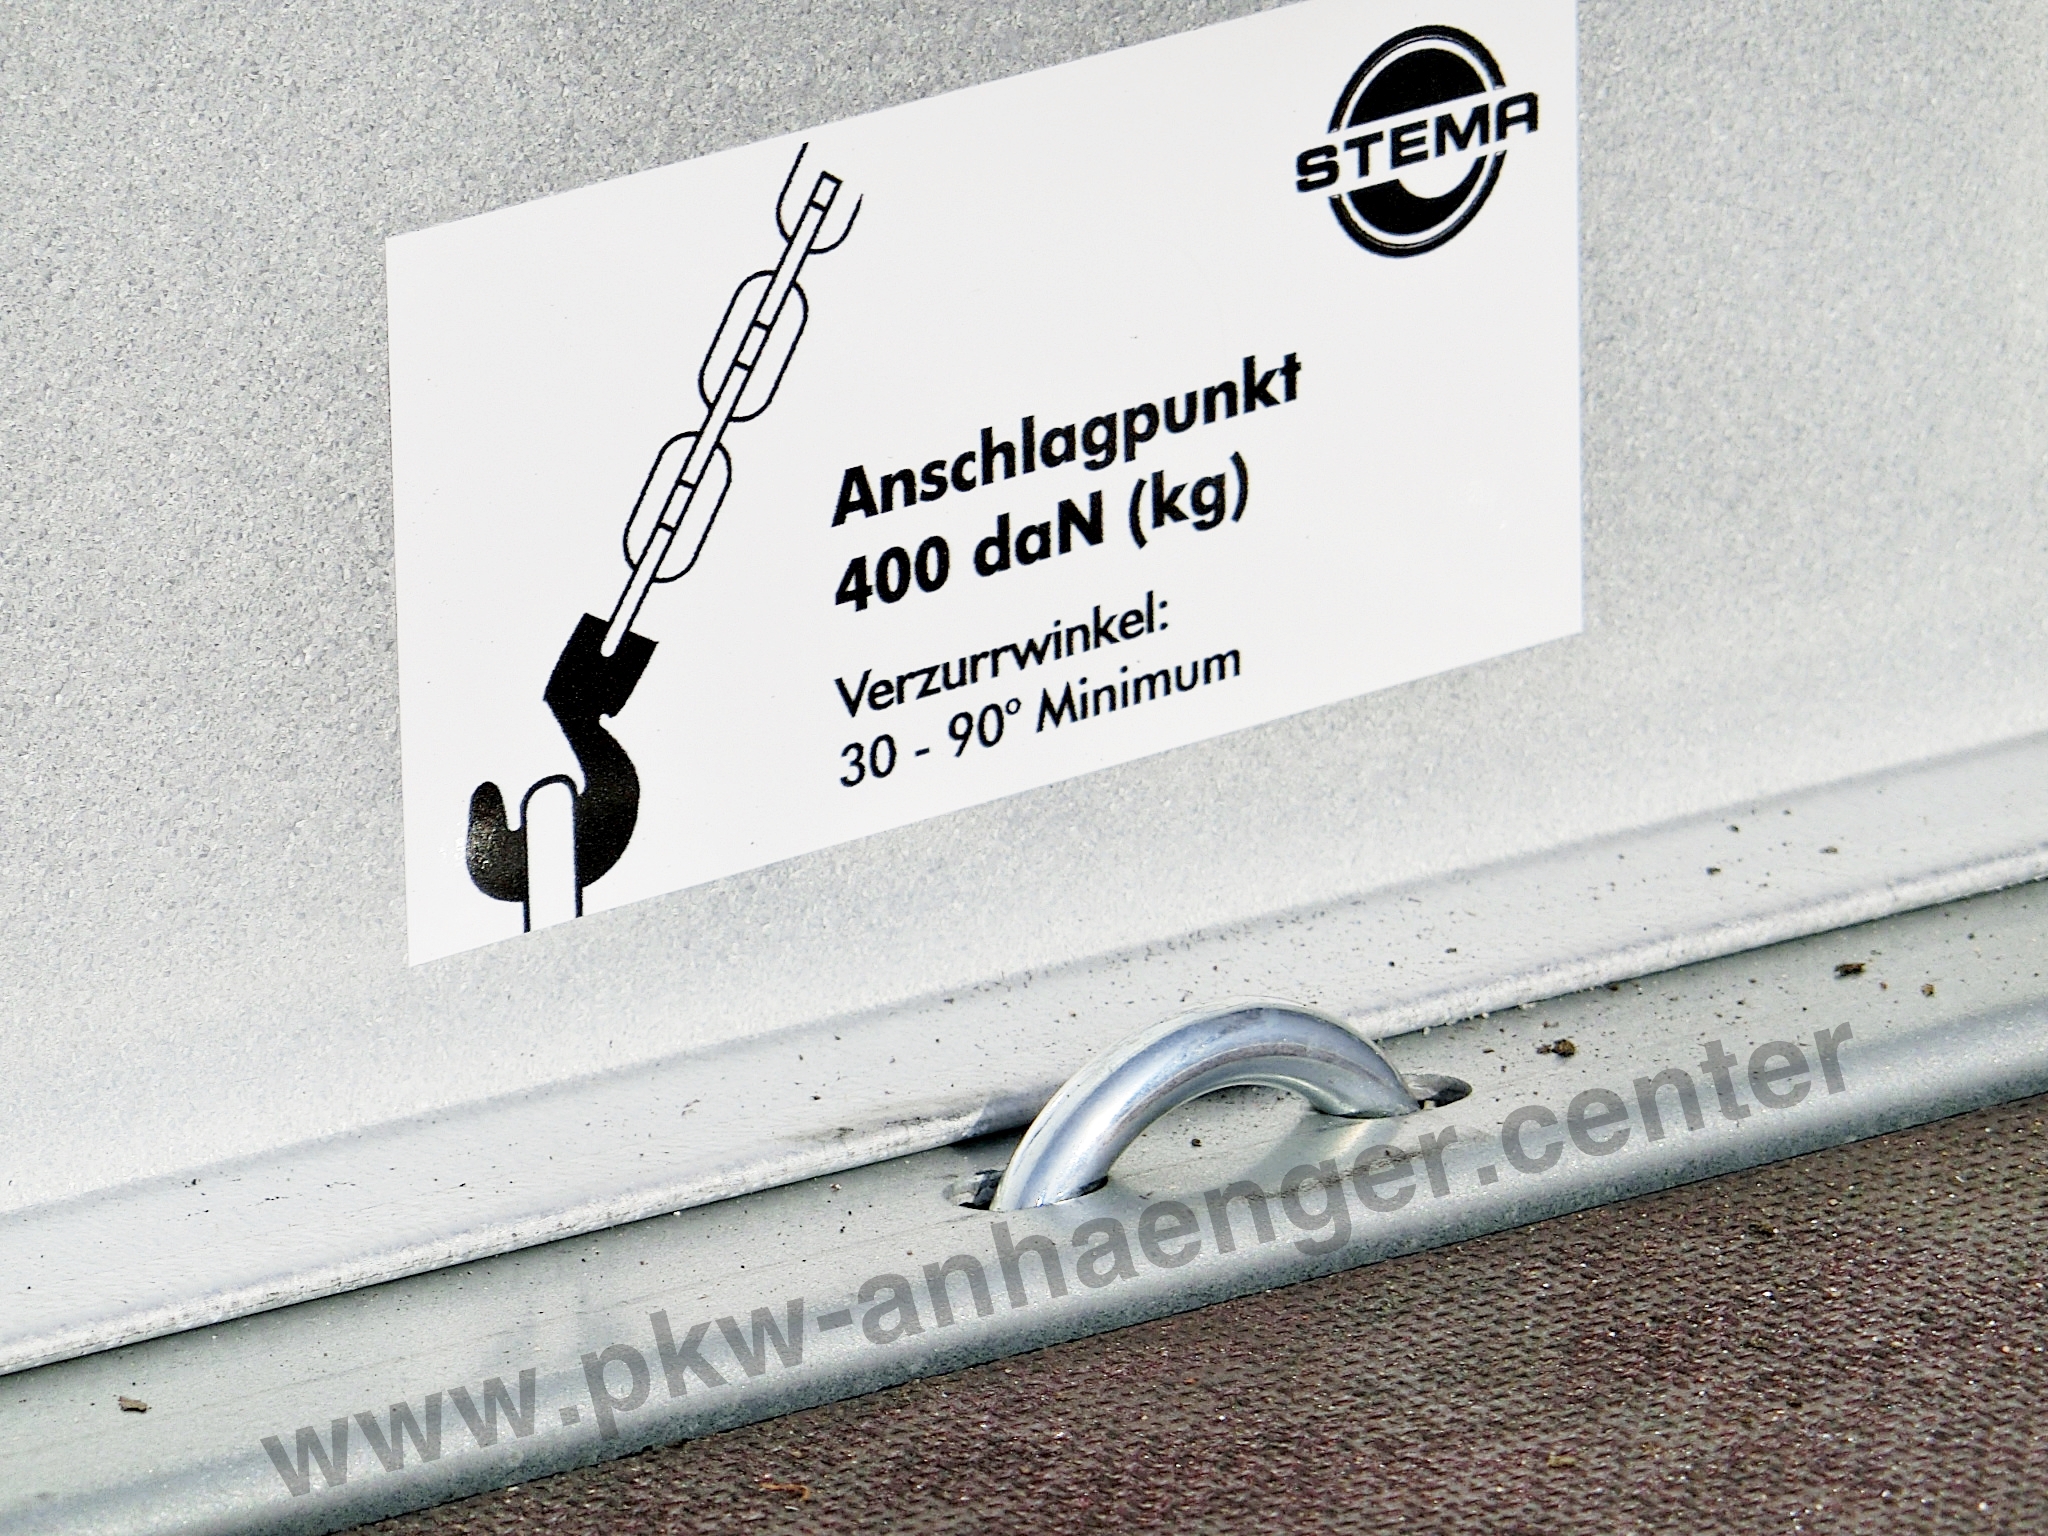 STEMA
Anschlagpunkt
400 daN (kg)
Verzurrwinkel:
30 - 90° Minimum
www.pkw-anhaenger.center